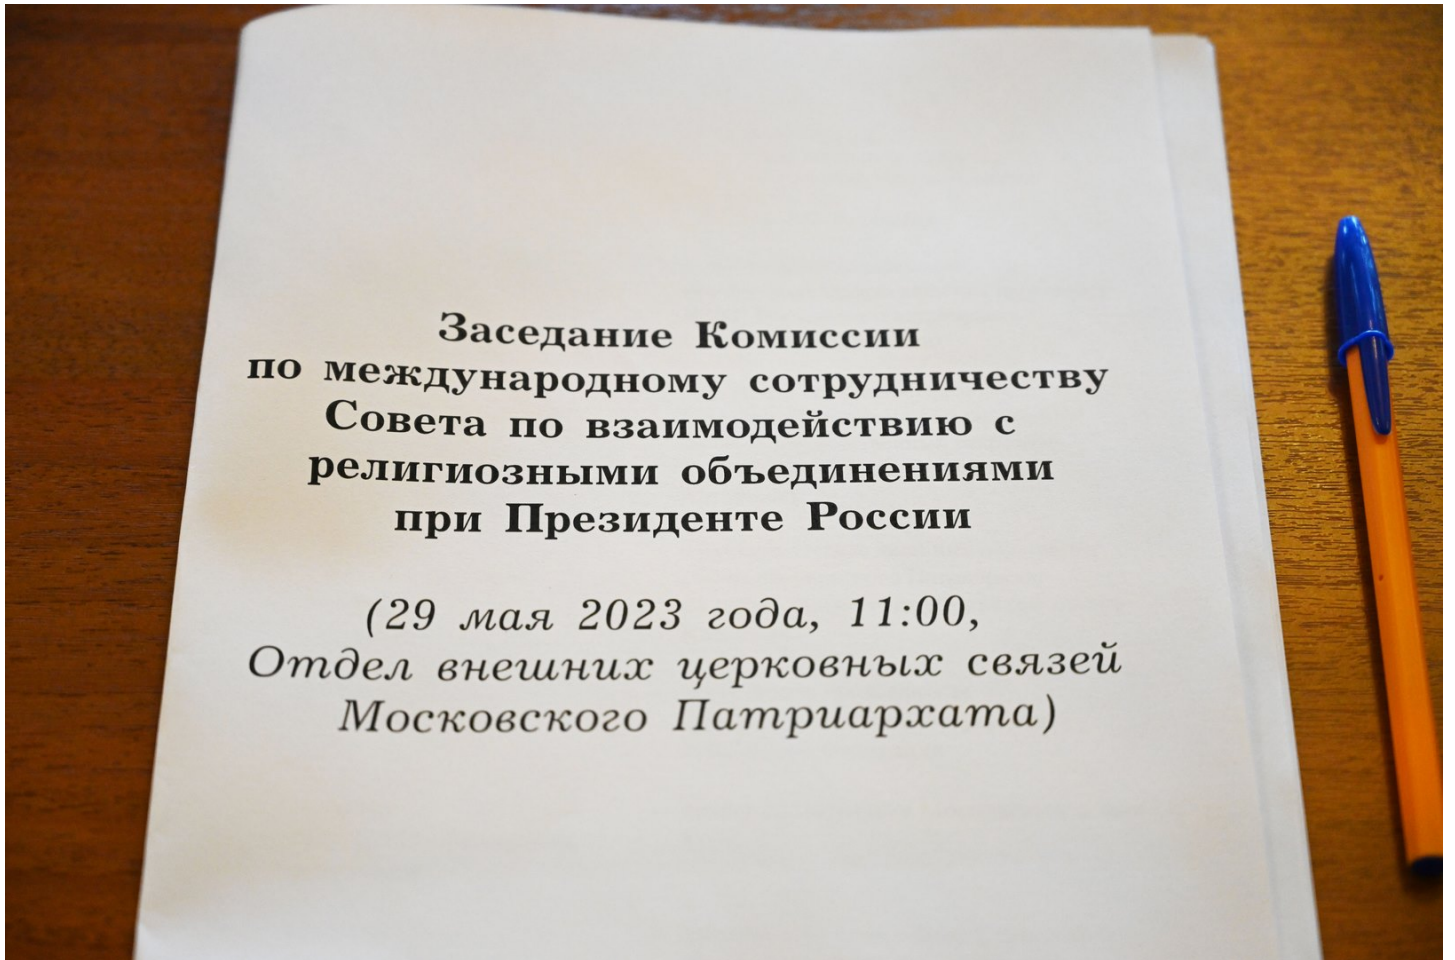 Заседание Комиссии
по международному сотрудничеству
Совета по взаимодействию с
религиозными объединениями
при Президенте России
(29 мая 2023 года, 11:00,
Отдел внешних церковных связей
Московского Патриархата)